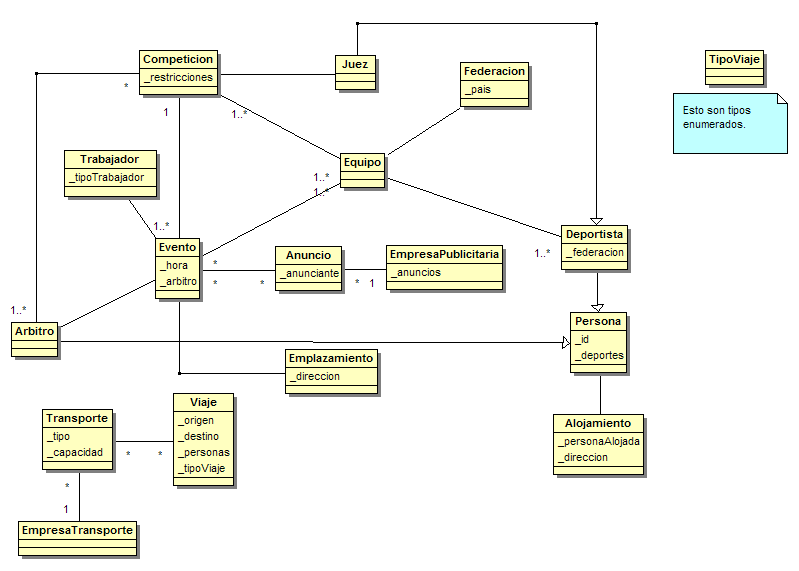 Competicion
_restricciones
*
1
1..*
Juez
Federacion
_pais
TipoViaje
Esto son tipos
enumerados.
Trabajador
_tipoTrabajador
1..*
Equipo
1..*
1..*
Evento
_hora
_arbitro
*
*
*
Anuncio
_anunciante
*
1
EmpresaPublicitaria
_anuncios
Deportista
_federacion
1..*
1..*
Arbitro
Persona
_id
_deportes
Emplazamiento
_direccion
Transporte
_tipo
_capacidad
*
*
Viaje
_origen
_destino
_personas
_tipoViaje
Alojamiento
_personaAlojada
_direccion
*
1
EmpresaTransporte